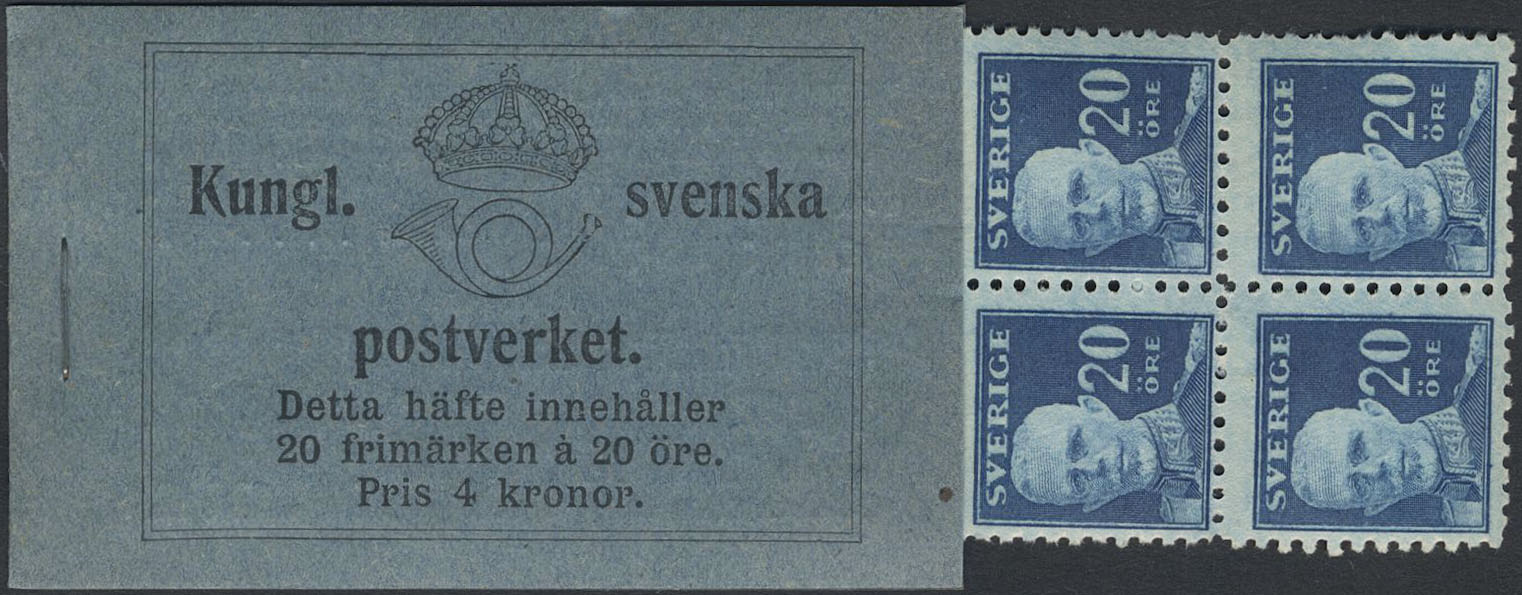 Kungl. svenska
postverket.
Detta häfte innehåller
20 frimärken à 20 öre.
Pris 4 kronor.
SVERIGE
20
ÖRE
SVERIGE
20
ÖRE
SVERIGE
20
ÖRE
SVERIGE
20
ÖRE